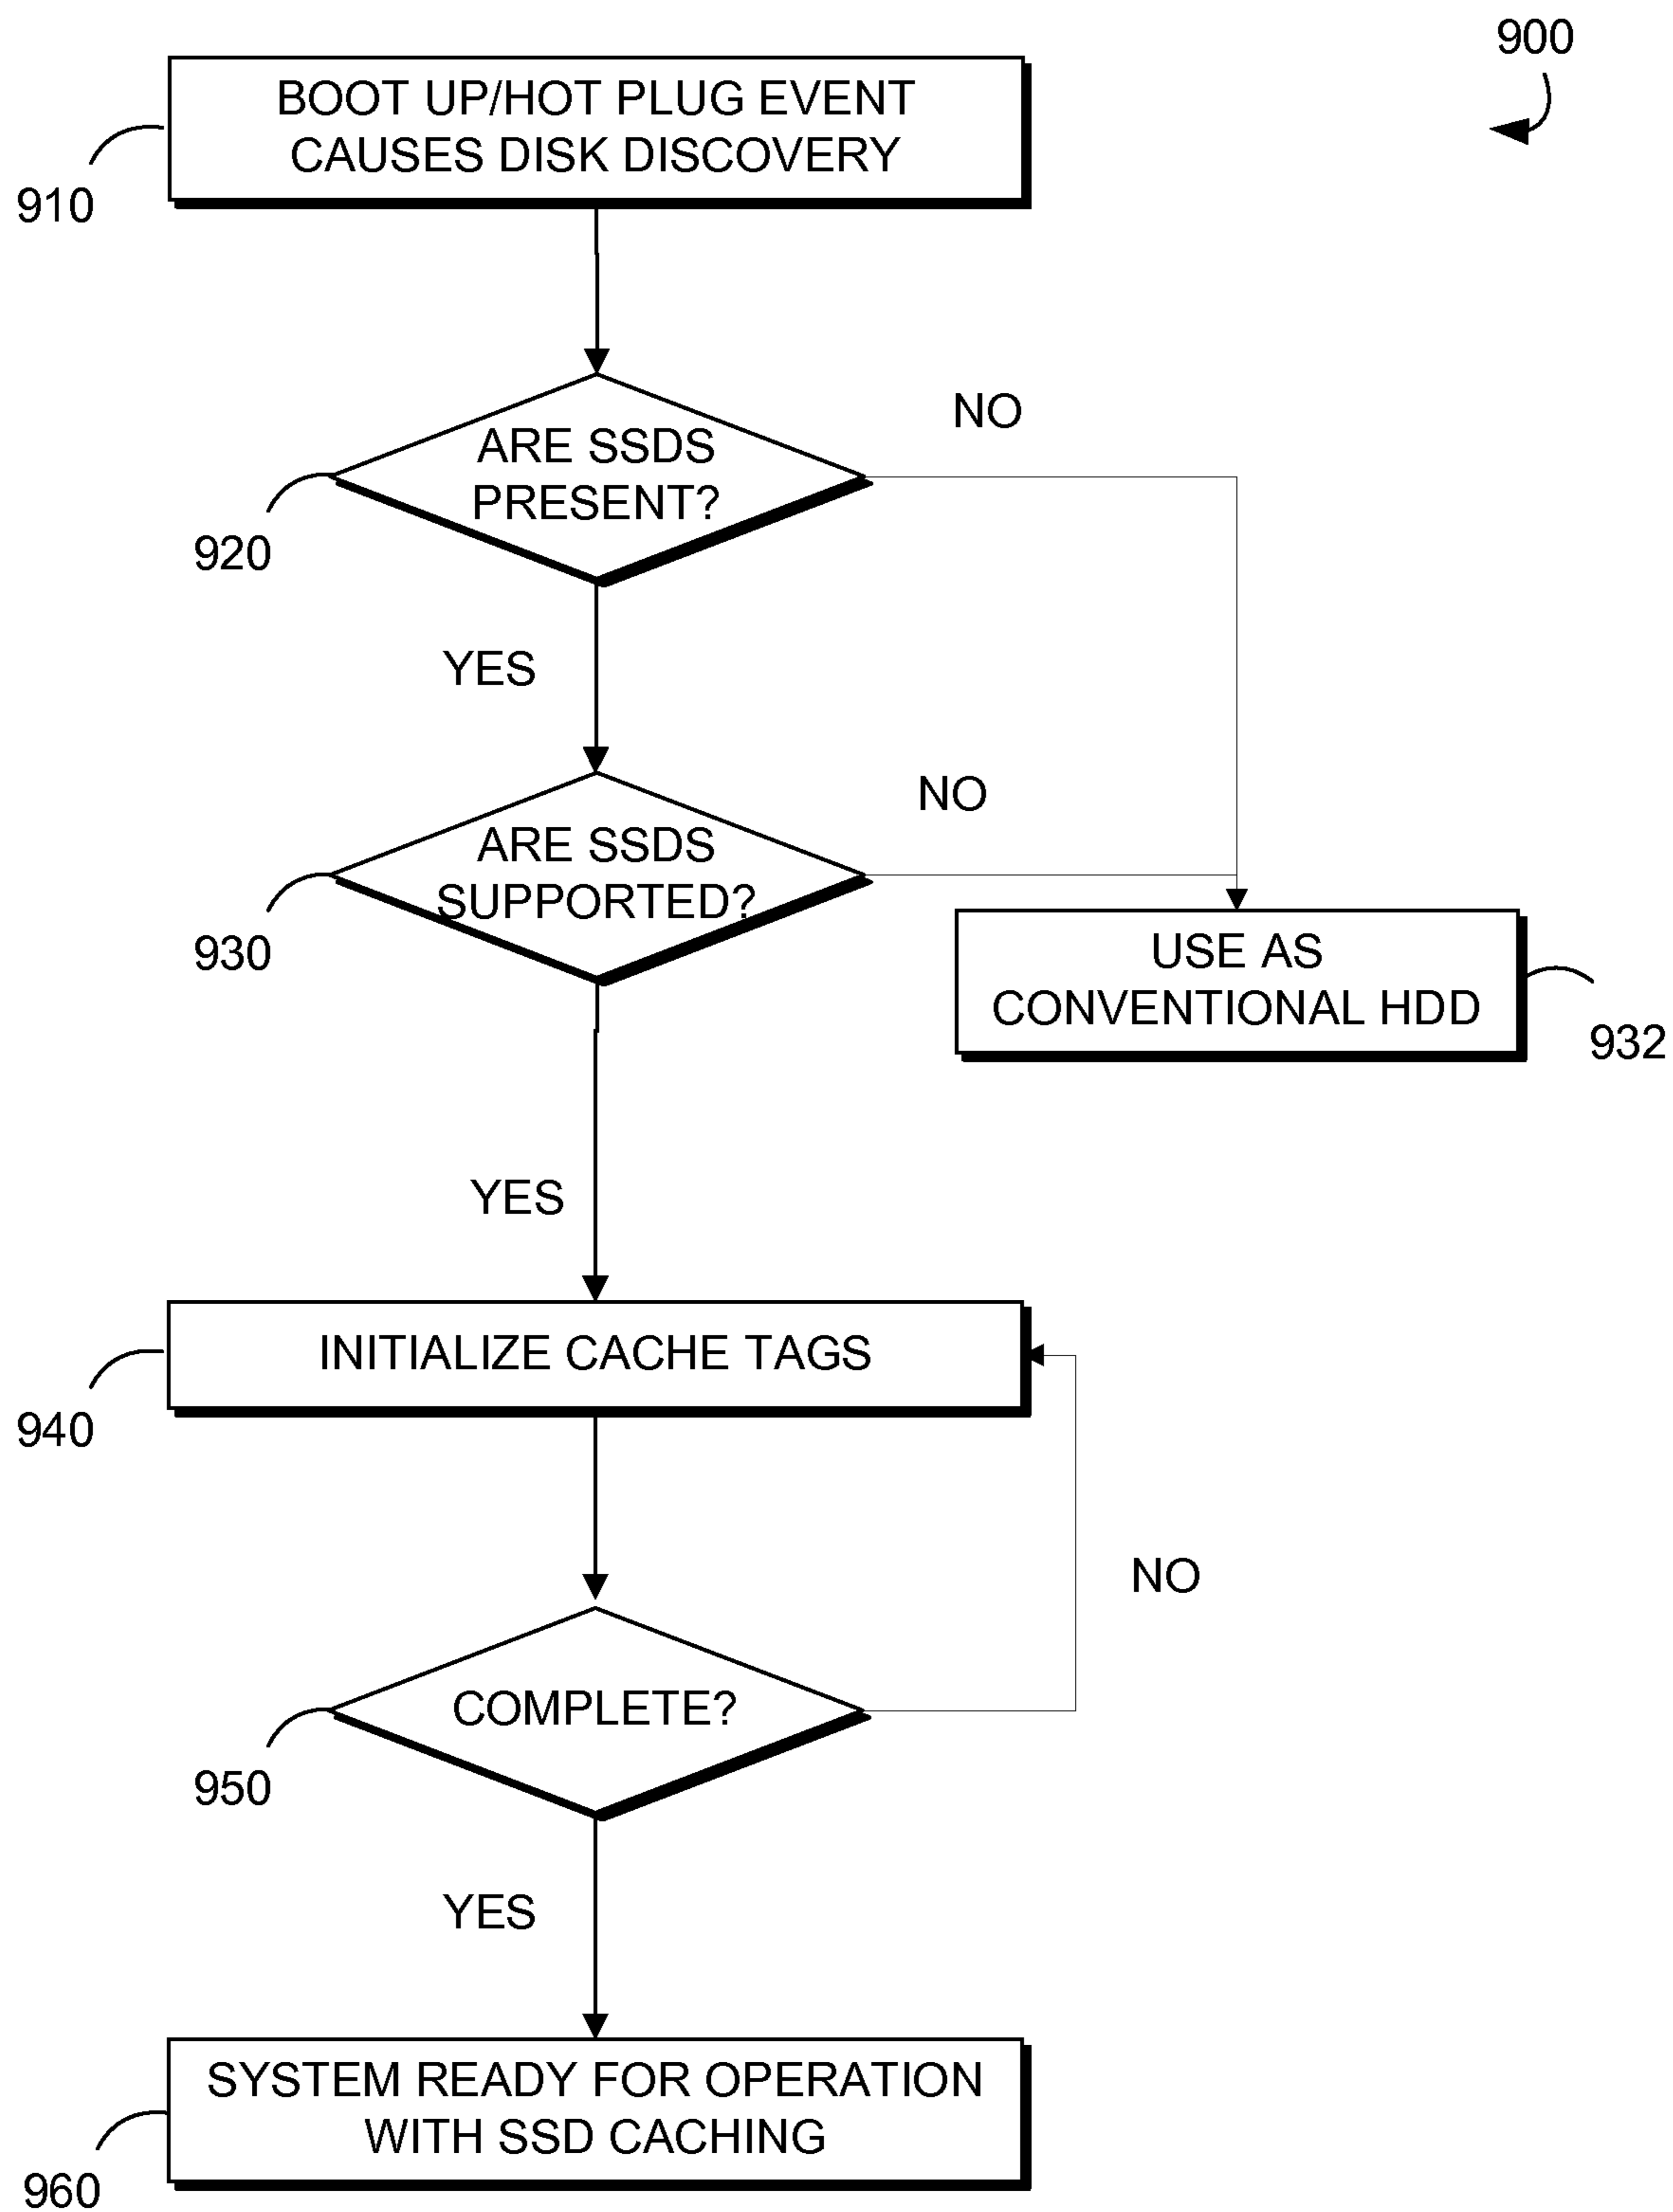 900
BOOT UP/HOT PLUG EVENT
CAUSES DISK DISCOVERY
910
ARE SSDS
PRESENT?
NO
920
YES
ARE SSDS
SUPPORTED?
NO
930
USE AS
CONVENTIONAL HDD
932
YES
INITIALIZE CACHE TAGS
940
NO
COMPLETE?
950
YES
SYSTEM READY FOR OPERATION
WITH SSD CACHING
960